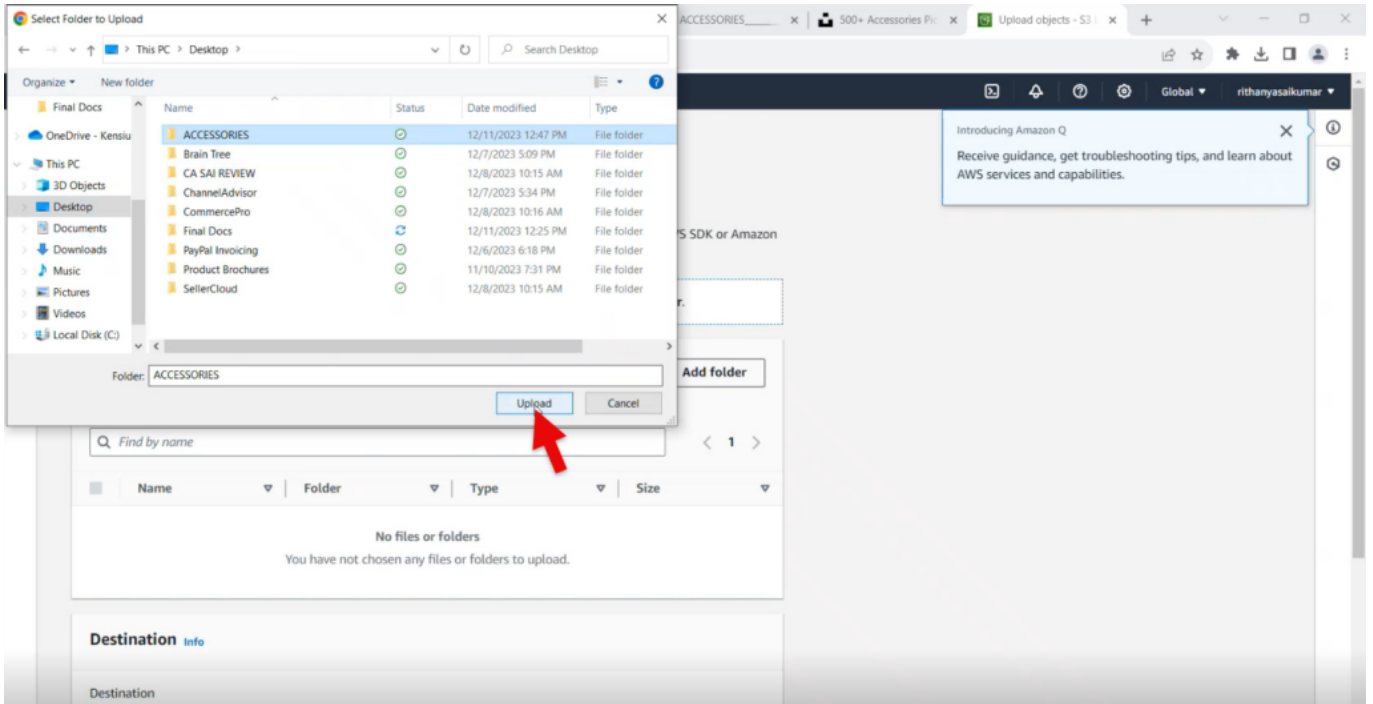 Select Folder to Upload
ACCESSORIES_____
500+ Accessories Pic
Upload objects - S3
This PC > Desktop >
Search Desktop
Organize
New folder
Global
rithanyasaikumar
Final Docs
OneDrive - Kensiu
This PC
3D Objects
Desktop
Documents
Downloads
Music
Pictures
Videos
Local Disk (C:)
Name Status Date modified Type
ACCESSORIES 12/11/2023 12:47 PM File folder
Brain Tree 12/7/2023 5:09 PM File folder
CA SAI REVIEW 12/8/2023 10:15 AM File folder
ChannelAdvisor 12/7/2023 5:34 PM File folder
CommercePro 12/8/2023 10:16 AM File folder
Final Docs 12/11/2023 12:25 PM File folder
PayPal Invoicing 12/6/2023 6:18 PM File folder
Product Brochures 11/10/2023 7:31 PM File folder
SellerCloud 12/8/2023 10:15 AM File folder
Folder: ACCESSORIES
Upload Cancel
Introducing Amazon Q
Receive guidance, get troubleshooting tips, and learn about
AWS services and capabilities.
'S SDK or Amazon
r.
Add folder
Find by name
1
Name Folder Type Size
No files or folders
You have not chosen any files or folders to upload.
Destination Info
Destination